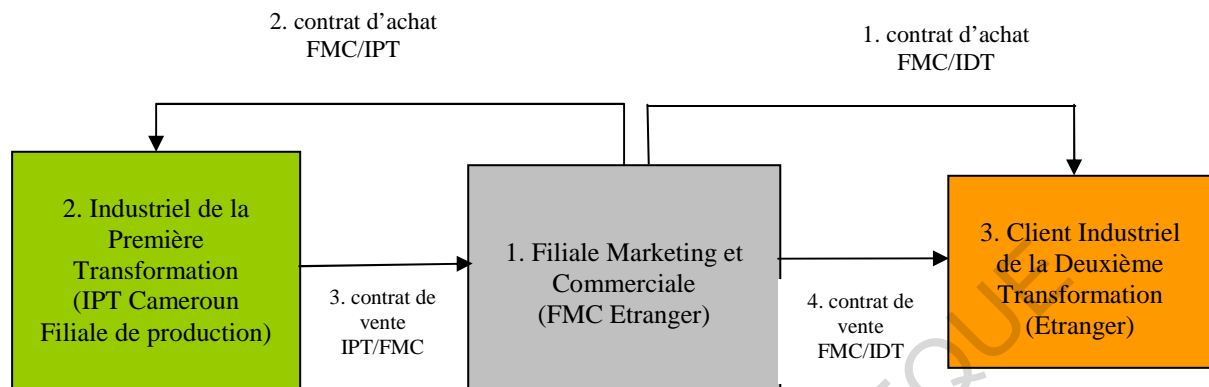 2. contrat d’achat
FMC/IPT
1. contrat d’achat
FMC/IDT
2. Industriel de la
Première
Transformation
(IPT Cameroun
Filiale de production)
3. contrat de
vente
IPT/FMC
1. Filiale Marketing et
Commerciale
(FMC Etranger)
4. contrat de
vente
FMC/IDT
3. Client Industriel
de la Deuxième
Transformation
(Etranger)